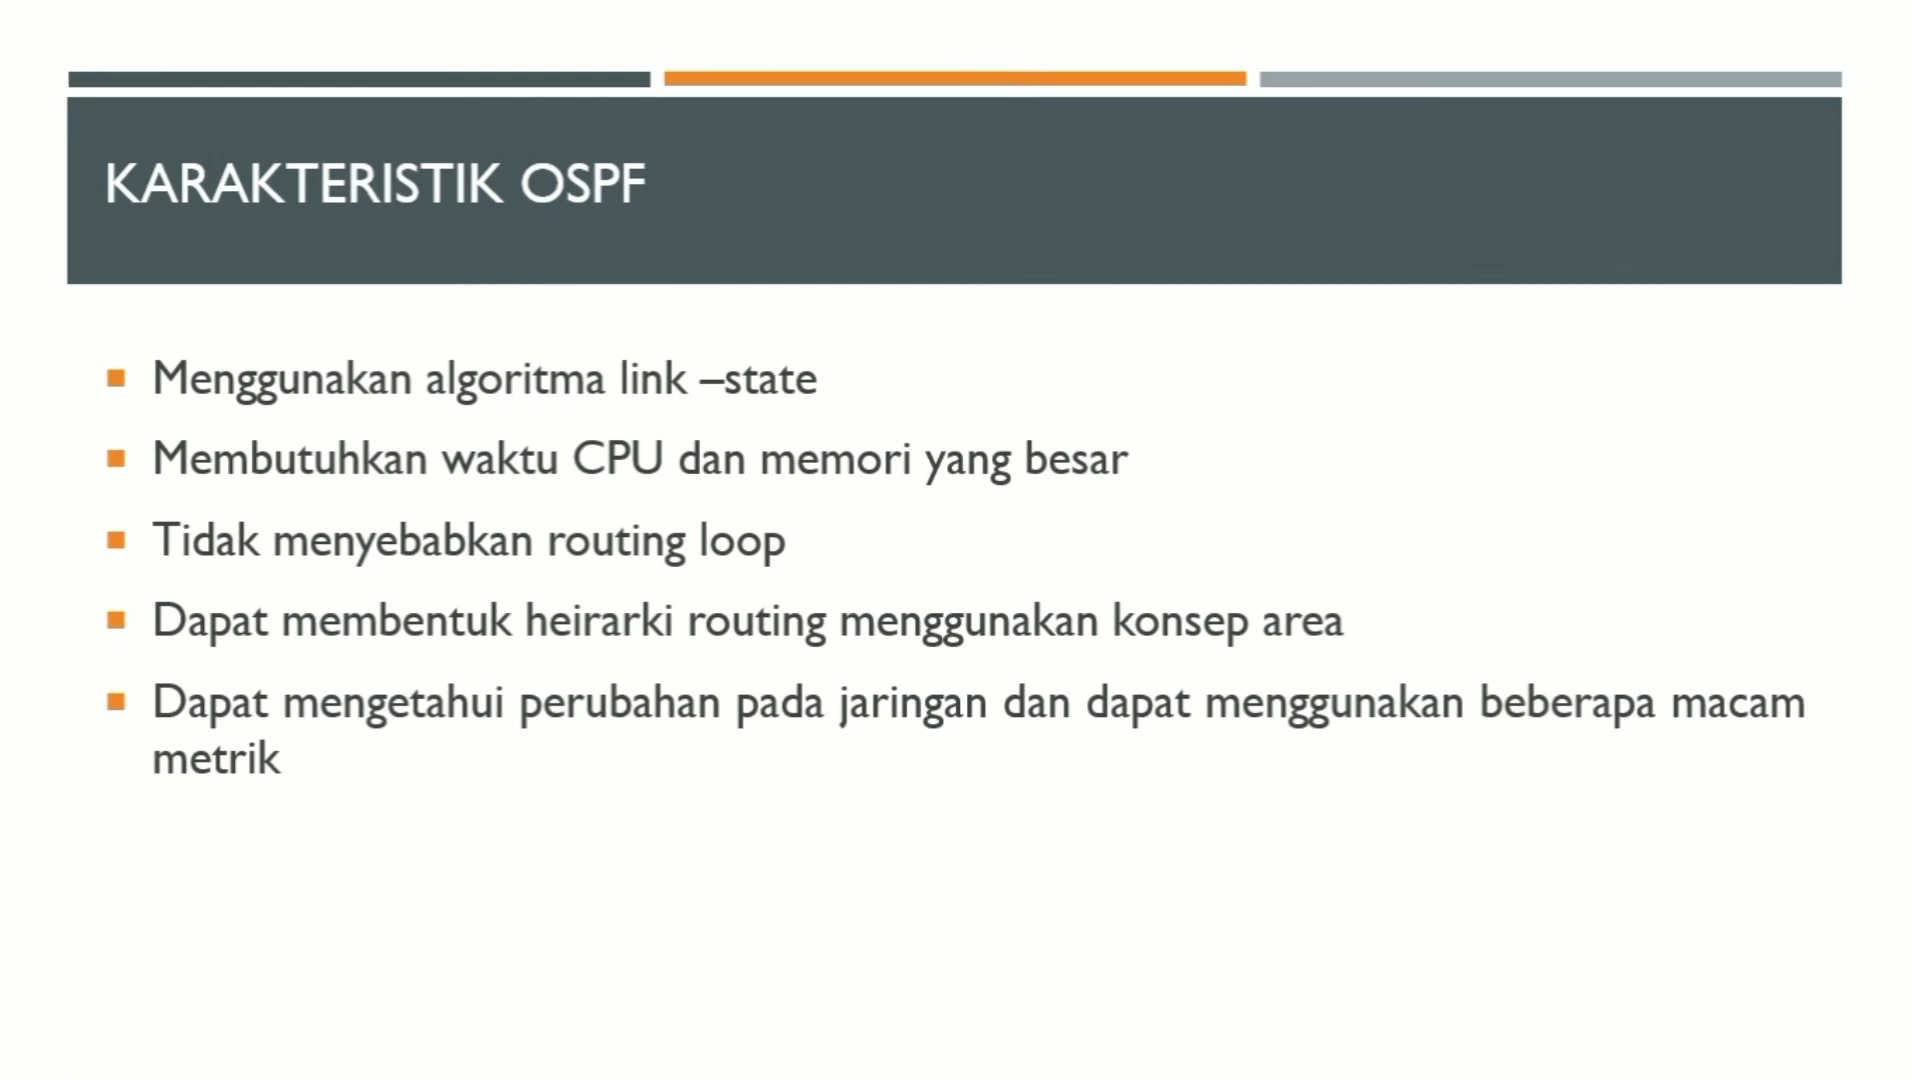 KARAKTERISTIK OSPF
Menggunakan algoritma link –state
Membutuhkan waktu CPU dan memori yang besar
Tidak menyebabkan routing loop
Dapat membentuk heirarki routing menggunakan konsep area
Dapat mengetahui perubahan pada jaringan dan dapat menggunakan beberapa macam
metrik